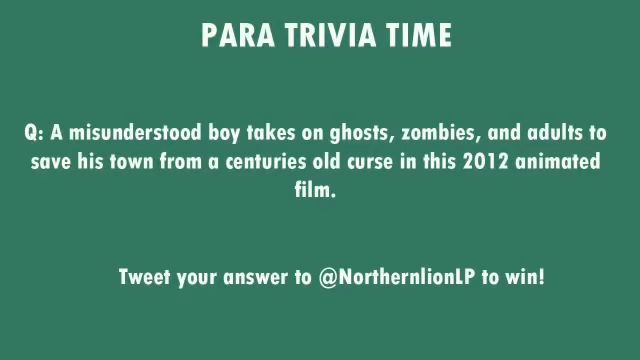 PARA TRIVIA TIME
Q: A misunderstood boy takes on ghosts, zombies, and adults to
save his town from a centuries old curse in this 2012 animated
film.
Tweet your answer to @NorthernlionLP to win!